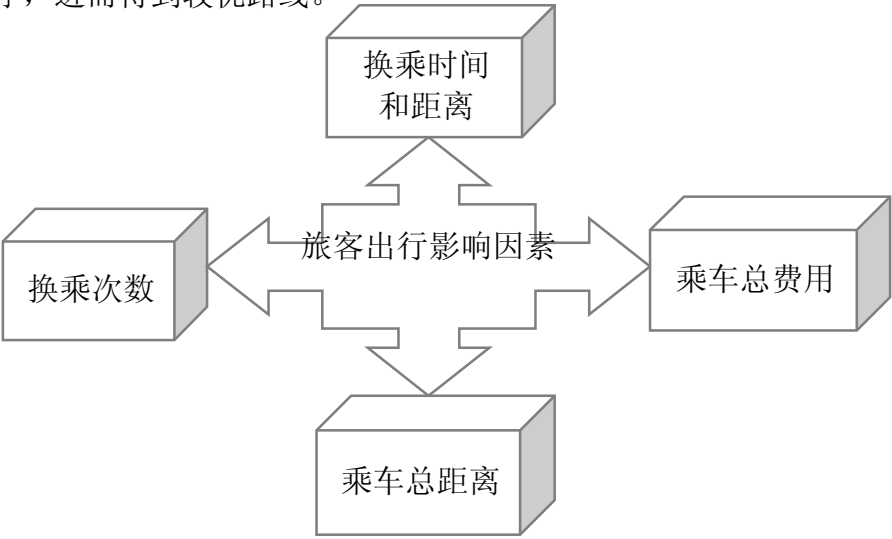 进而得到较优路线。
换乘时间
和距离
旅客出行影响因素
换乘次数
乘车总费用
乘车总距离